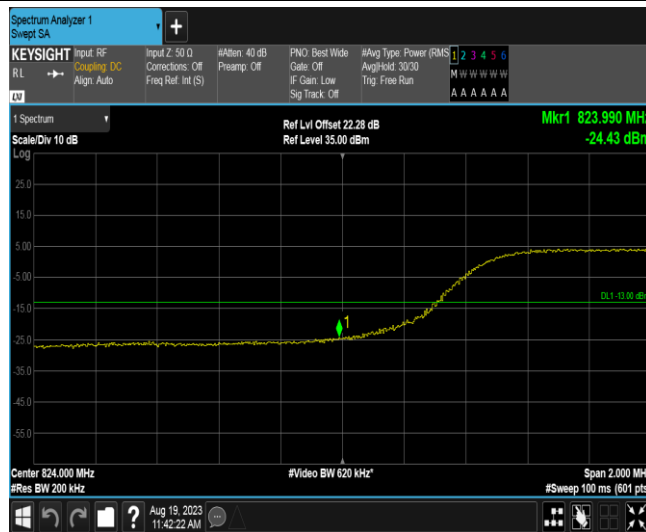 Spectrum Analyzer 1
Swept SA
KEYSIGHT
RL
LXI
Input: RF
Coupling: DC
Align: Auto
Input Z: 50 Ω
Corrections: Off
Freq Ref: Int (S)
#Atten: 40 dB
Preamp: Off
PNO: Best Wide
Gate: Off
IF Gain: Low
Sig Track: Off
#Avg Type: Power (RMS
Avg|Hold: 30/30
Trig: Free Run
1 2 3 4 5 6
M W W W W W
A A A A A A
1 Spectrum
Scale/Div 10 dB
Ref Lvl Offset 22.28 dB
Ref Level 35.00 dBm
Mkr1 823.990 MHz
-24.43 dBm
Log
25.0
15.0
5.00
-5.00
-15.0
-25.0
-35.0
-45.0
-55.0
DL1 -13.00 dBm
1
Center 824.000 MHz
#Video BW 620 kHz*
Span 2.000 MHz
#Res BW 200 kHz
#Sweep 100 ms (601 pts
?
Aug 19, 2023
11:42:22 AM